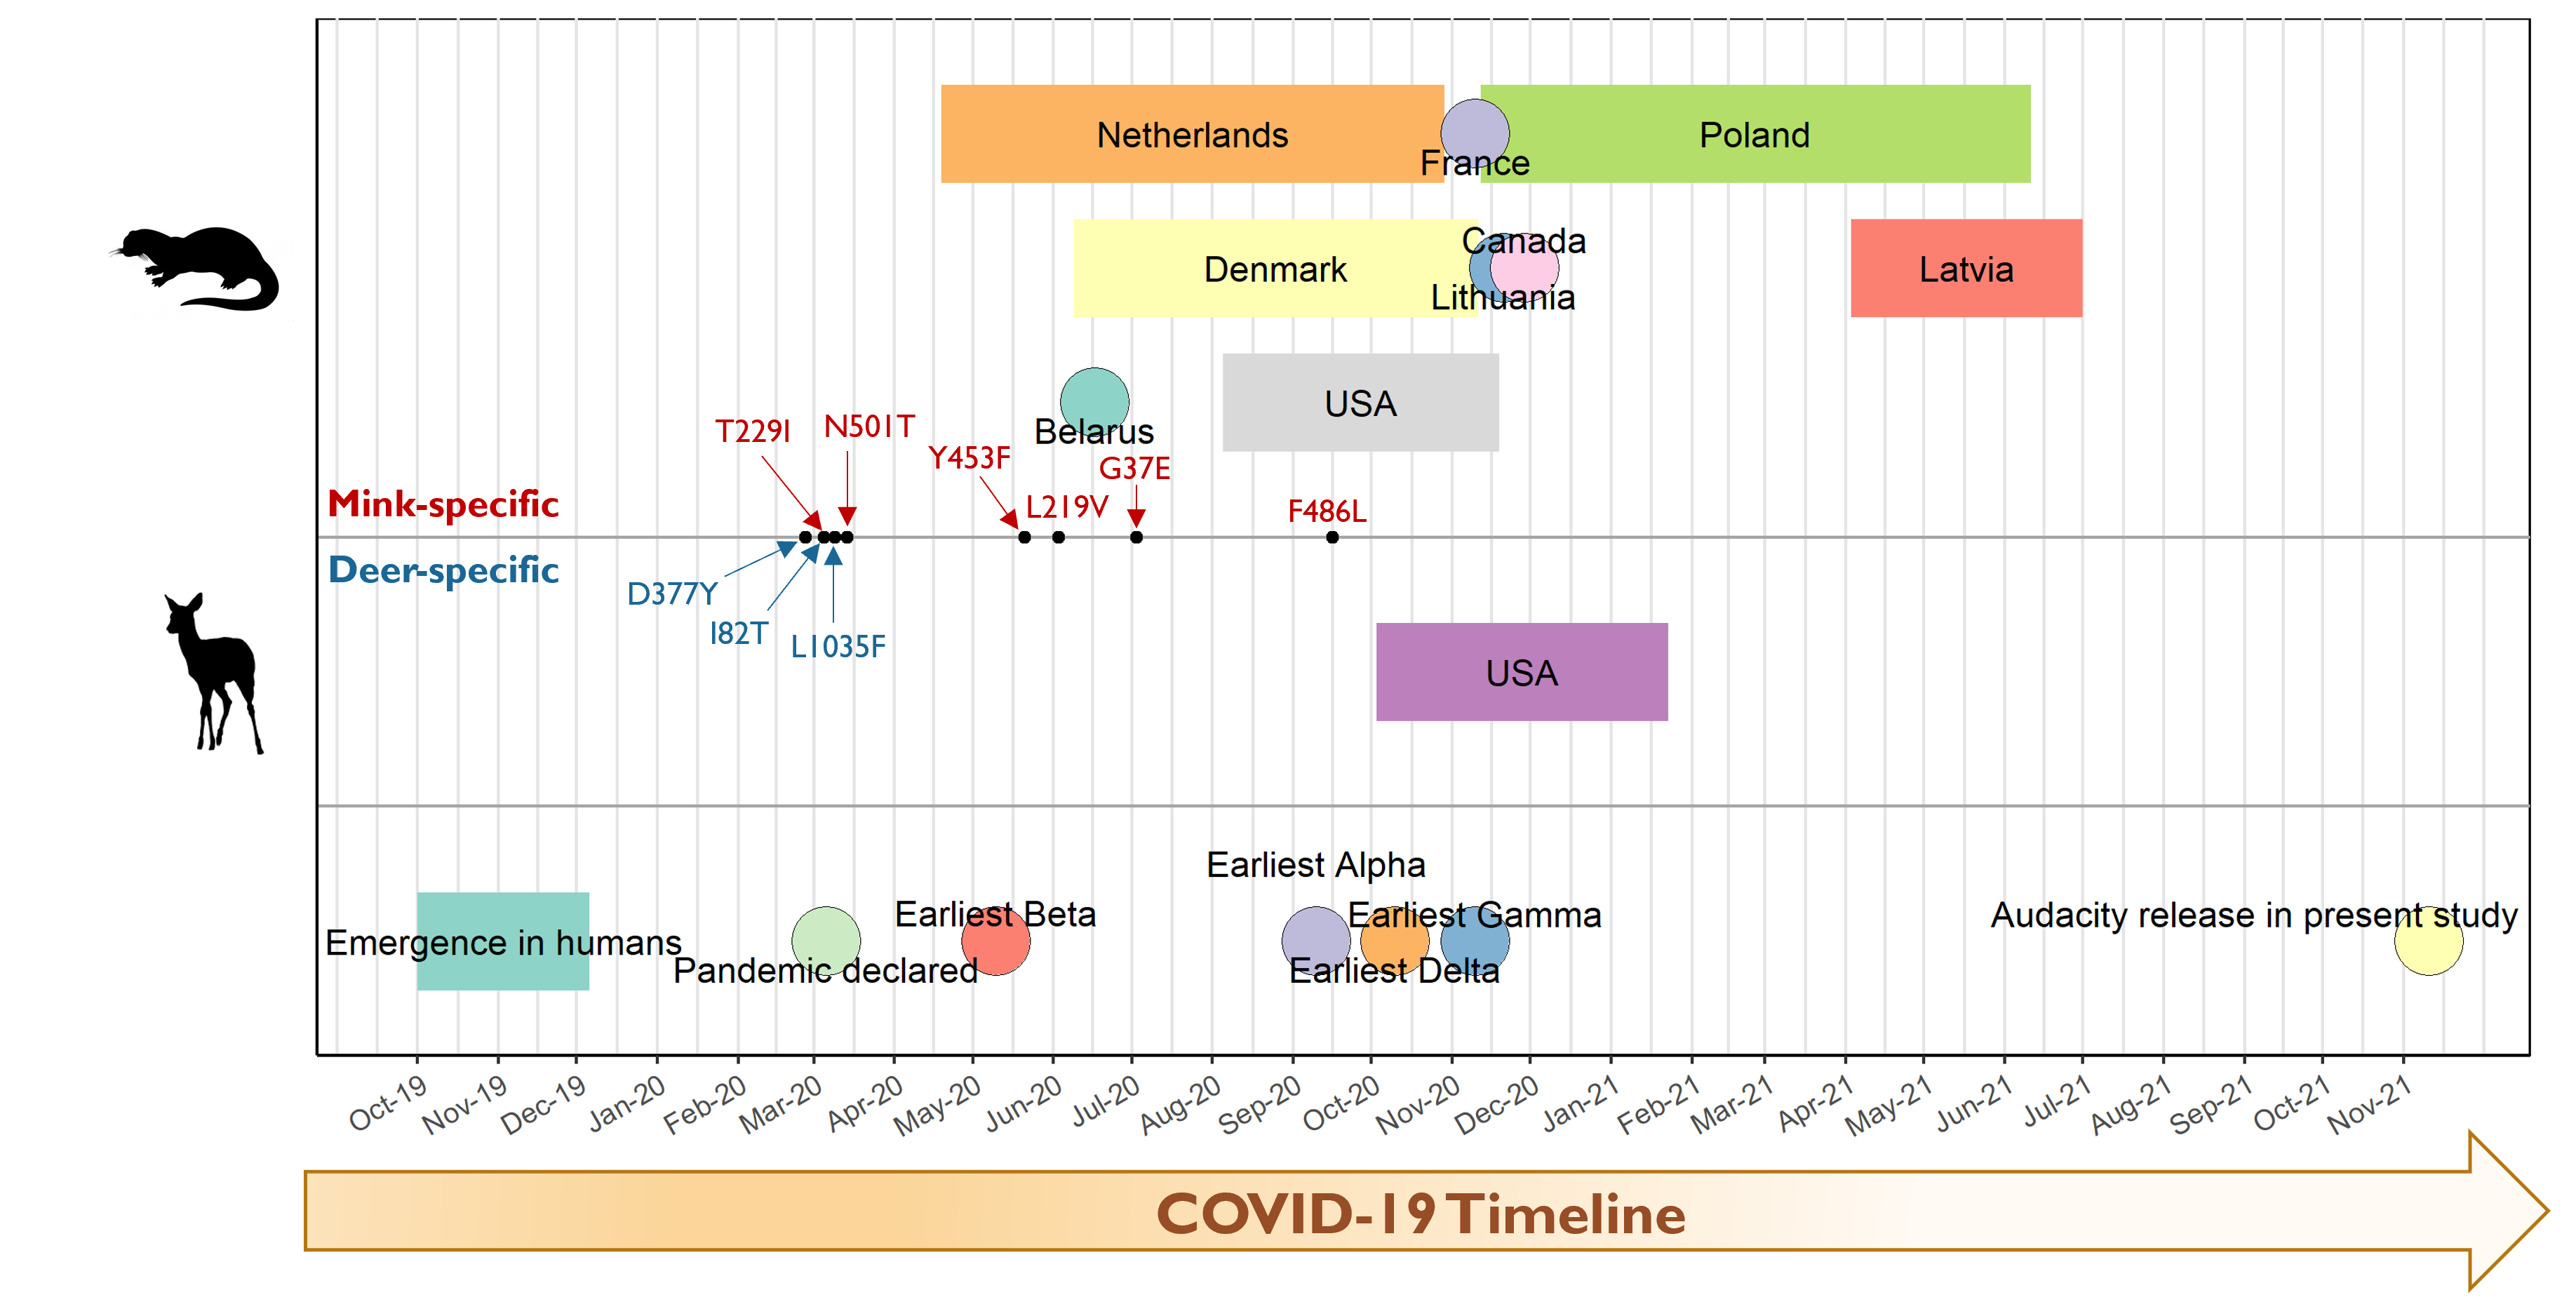 Netherlands
Poland
France
Canada
Denmark
Latvia
Lithuania
USA
Belarus
T229I
N501T
Y453F
G37E
L219V
F486L
Mink-specific
Deer-specific
D377Y
I82T
L1035F
USA
Earliest Alpha
Earliest Beta
Earliest Gamma
Audacity release in present study
Emergence in humans
Pandemic declared
Earliest Delta
Oct-19
Nov-19
Dec-19
Jan-20
Feb-20
Mar-20
Apr-20
May-20
Jun-20
Jul-20
Aug-20
Sep-20
Oct-20
Nov-20
Dec-20
Jan-21
Feb-21
Mar-21
Apr-21
May-21
Jun-21
Jul-21
Aug-21
Sep-21
Oct-21
Nov-21
COVID-19 Timeline